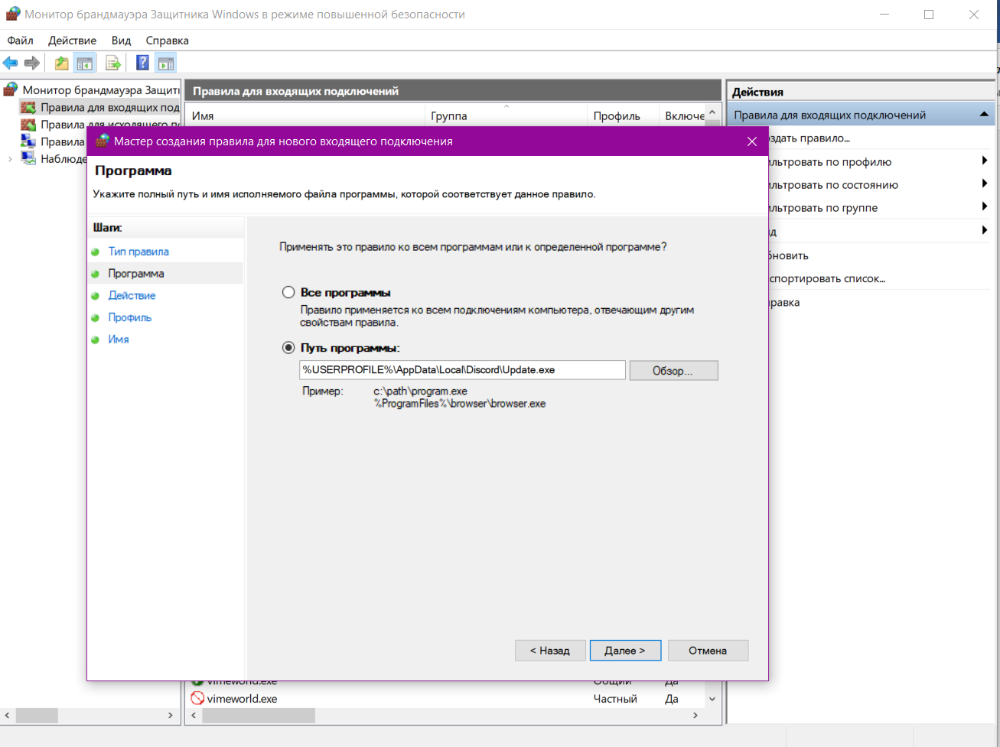 Монитор брандмауэра Защитника Windows в режиме повышенной безопасности
Файл Действие Вид Справка
Монитор брандмауэра Защит
Правила для входящих под
Правила для исходящего п
Правила
Наблюде
Правила для входящих подключений
Имя Группа Профиль Включе
Действия
Правила для входящих подключений
здать правило...
льтровать по профилю
льтровать по состоянию
льтровать по группе
д
новить
спортировать список...
равка
Мастер создания правила для нового входящего подключения
Программа
Укажите полный путь и имя исполняемого файла программы, которой соответствует данное правило.
Шаги:
Тип правила
Программа
Действие
Профиль
Имя
Применять это правило ко всем программам или к определенной программе?
Все программы
Правило применяется ко всем подключениям компьютера, отвечающим другим
свойствам правила.
Путь программы:
%USERPROFILE%\AppData\Local\Discord\Update.exe
Обзор...
Пример: c:\path\program.exe
%ProgramFiles%\browser\browser.exe
< Назад Далее > Отмена
vimeworld.exe Общий Да
vimeworld.exe Частный Да